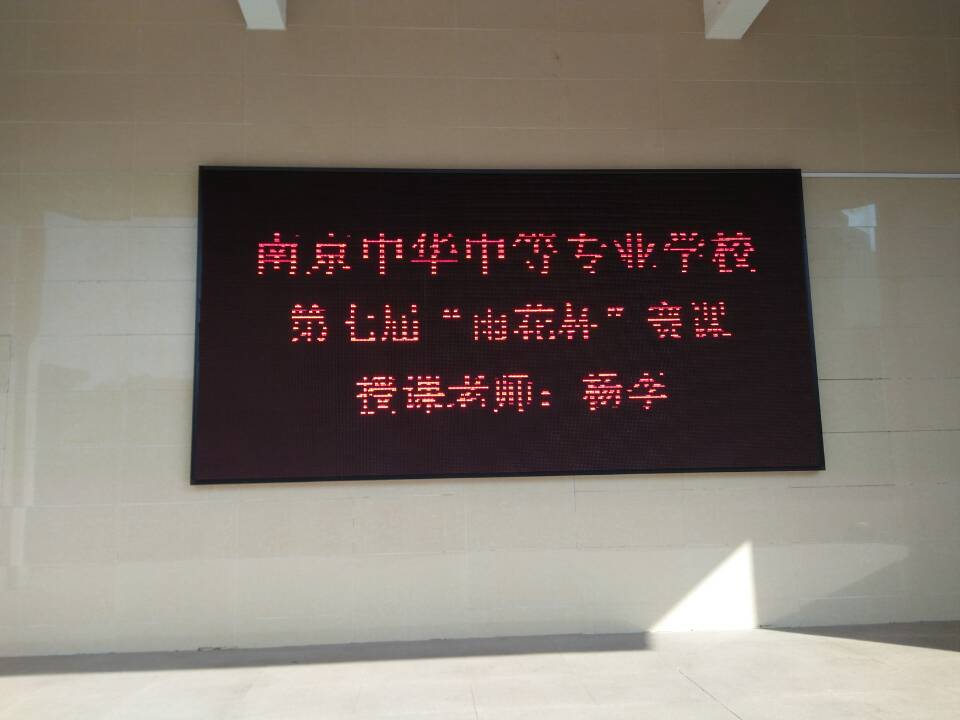 南京中华中等专业学校
第七届“雨花杯”赛课
授课老师：杨李